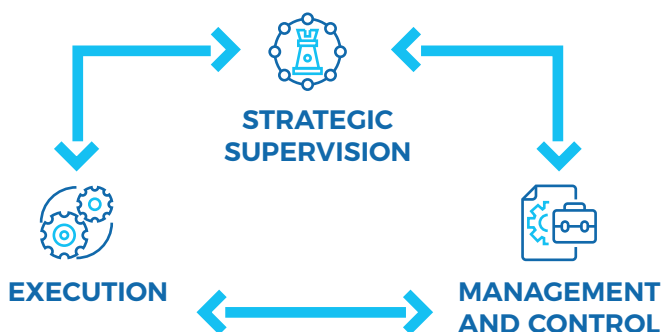 STRATEGIC
SUPERVISION
EXECUTION
MANAGEMENT
AND CONTROL